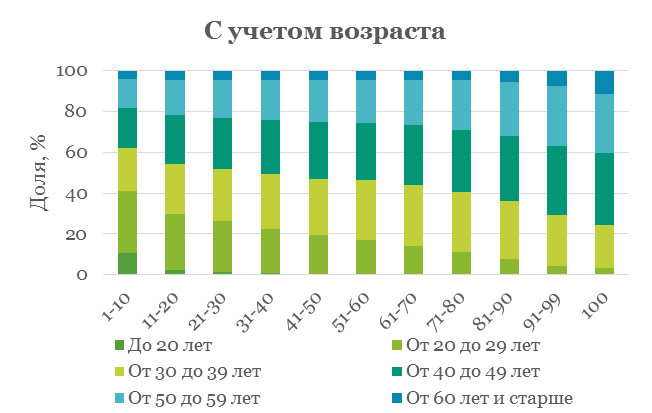 С учетом возраста
Доля, %
100
80
60
40
20
0
1-10
11-20
21-30
31-40
41-50
51-60
61-70
71-80
81-90
91-99
100
До 20 лет
От 20 до 29 лет
От 30 до 39 лет
От 40 до 49 лет
От 50 до 59 лет
От 60 лет и старше